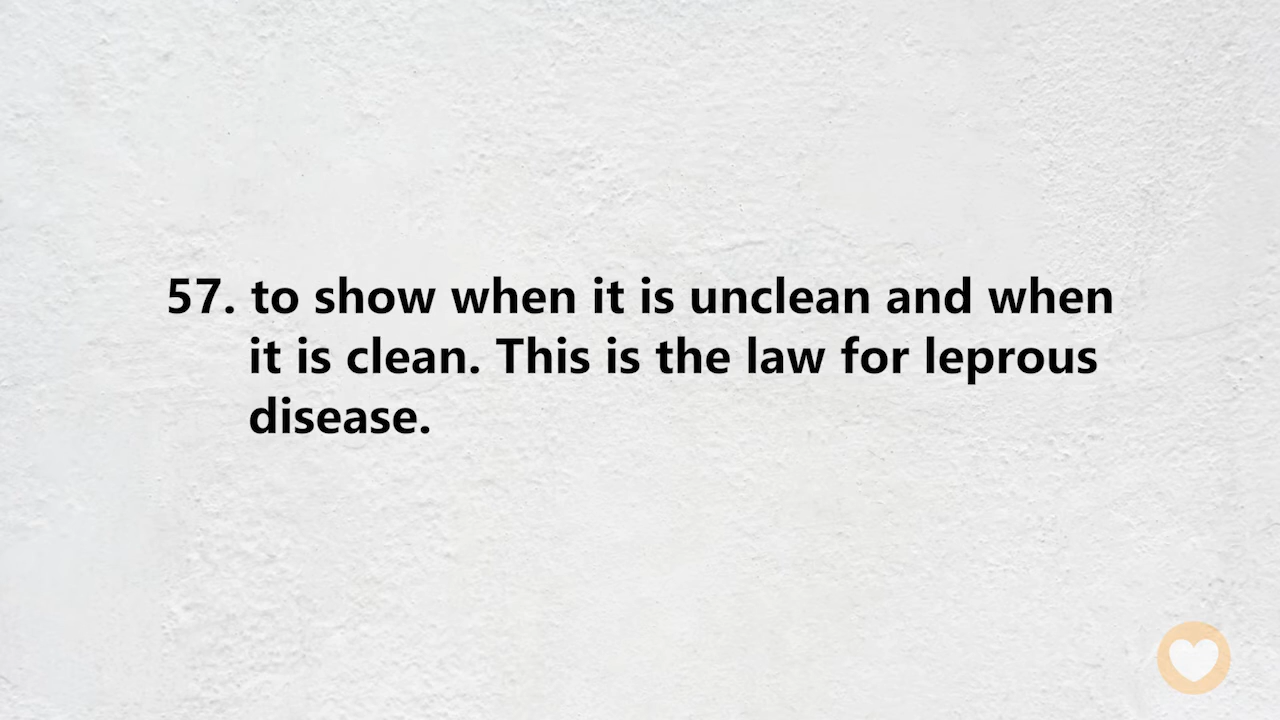 57. to show when it is unclean and when
it is clean. This is the law for leprous
disease.